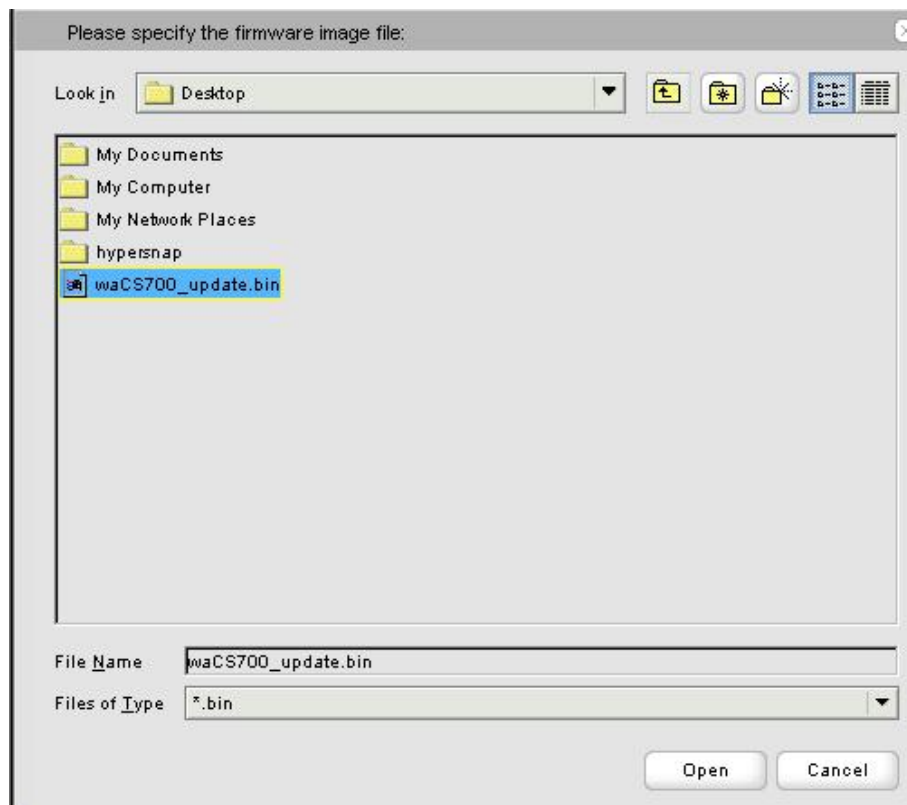 Please specify the firmware image file:
Look in Desktop
My Documents
My Computer
My Network Places
hypersnap
waCS700_update.bin
File Name waCS700_update.bin
Files of Type *.bin
Open Cancel